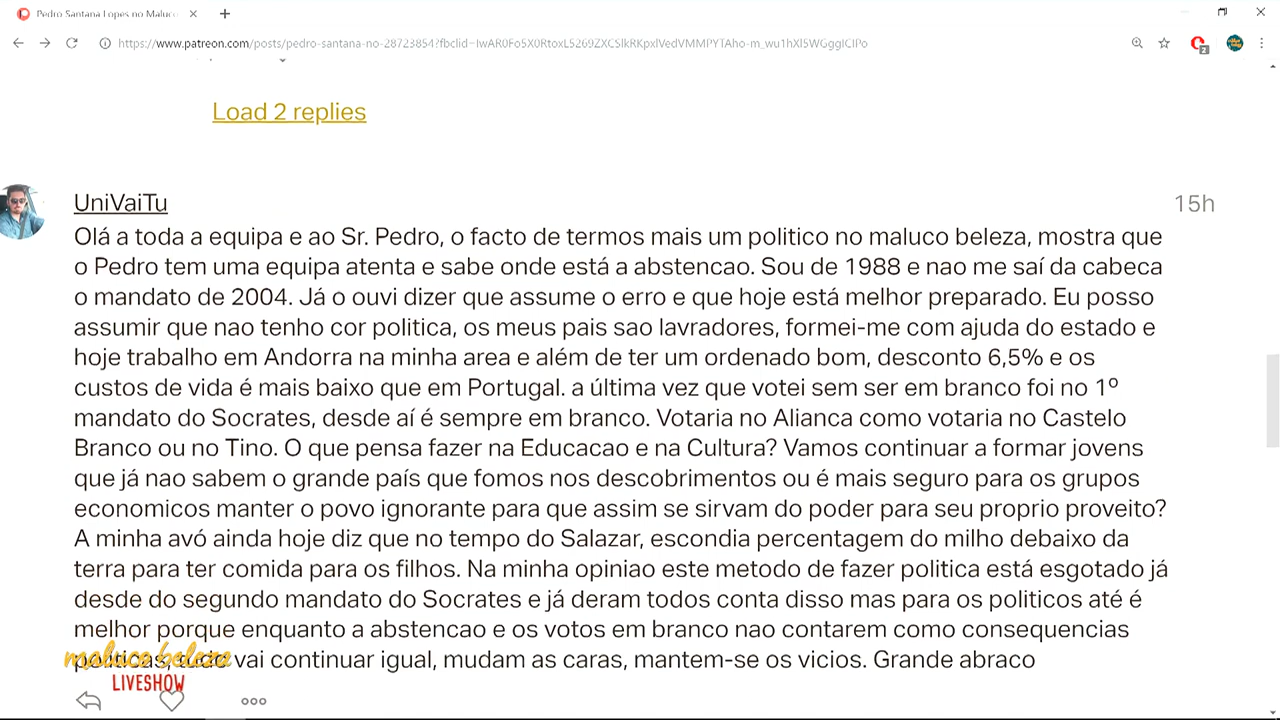 Pedro Santana Lopes no Maluco
https://www.patreon.com/posts/pedro-santana-no-28723854?fbclid=
Load 2 replies
UniVaiTu
15h
Olá a toda a equipa e ao Sr. Pedro, o facto de termos mais um politico no maluco beleza, mostra que
o Pedro tem uma equipa atenta e sabe onde está a abstencao. Sou de 1988 e nao me saí da cabeca
o mandato de 2004. Já o ouvi dizer que assume o erro e que hoje está melhor preparado. Eu posso
assumir que nao tenho cor politica, os meus pais sao lavradores, formei-me com ajuda do estado e
hoje trabalho em Andorra na minha area e além de ter um ordenado bom, desconto 6,5% e os
custos de vida é mais baixo que em Portugal. a última vez que votei sem ser em branco foi no 1º
mandato do Socrates, desde aí é sempre em branco. Votaria no Alianca como votaria no Castelo
Branco ou no Tino. O que pensa fazer na Educacao e na Cultura? Vamos continuar a formar jovens
que já nao sabem o grande país que fomos nos descobrimentos ou é mais seguro para os grupos
economicos manter o povo ignorante para que assim se sirvam do poder para seu proprio proveito?
A minha avó ainda hoje diz que no tempo do Salazar, escondia percentagem do milho debaixo da
terra para ter comida para os filhos. Na minha opiniao este metodo de fazer politica está esgotado já
desde do segundo mandato do Socrates e já deram todos conta disso mas para os politicos até é
melhor porque enquanto a abstencao e os votos em branco nao contarem como consequencias
vai continuar igual, mudam as caras, mantem-se os vicios. Grande abraco
maluco beleza
LIVESHOW